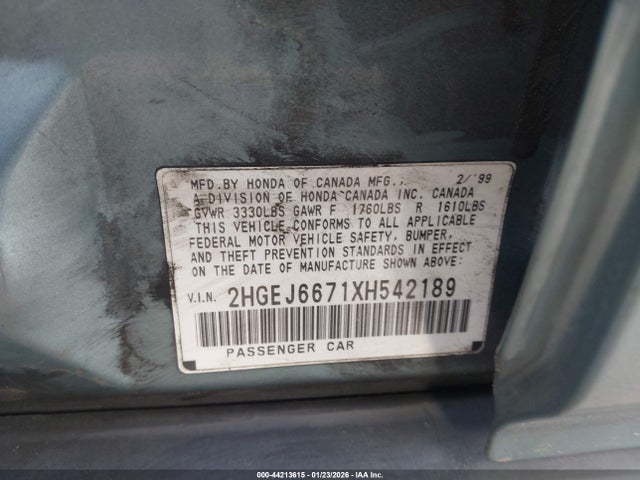 MFD. BY HONDA OF CANADA MFG., 2/'99
A DIVISION OF HONDA CANADA INC. CANADA
GVWR 3330LBS GAWR F 1760LBS R 1610LBS
THIS VEHICLE CONFORMS TO ALL APPLICABLE
FEDERAL MOTOR VEHICLE SAFETY, BUMPER,
AND THEFT PREVENTION STANDARDS IN EFFECT
ON THE DATE OF MANUFACTURE SHOWN ABOVE:
V.I.N. 2HGEJ6671XH542189
PASSENGER CAR
000-44213615 - 01/23/2026 - IAA Inc.